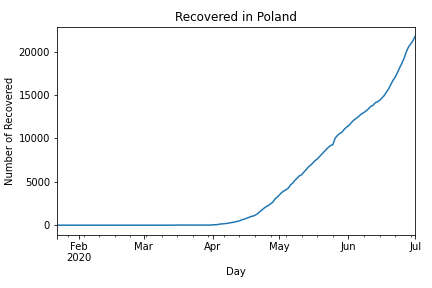 Recovered in Poland
Number of Recovered
20000
15000
10000
5000
0
Feb Mar Apr May Jun Jul
2020
Day